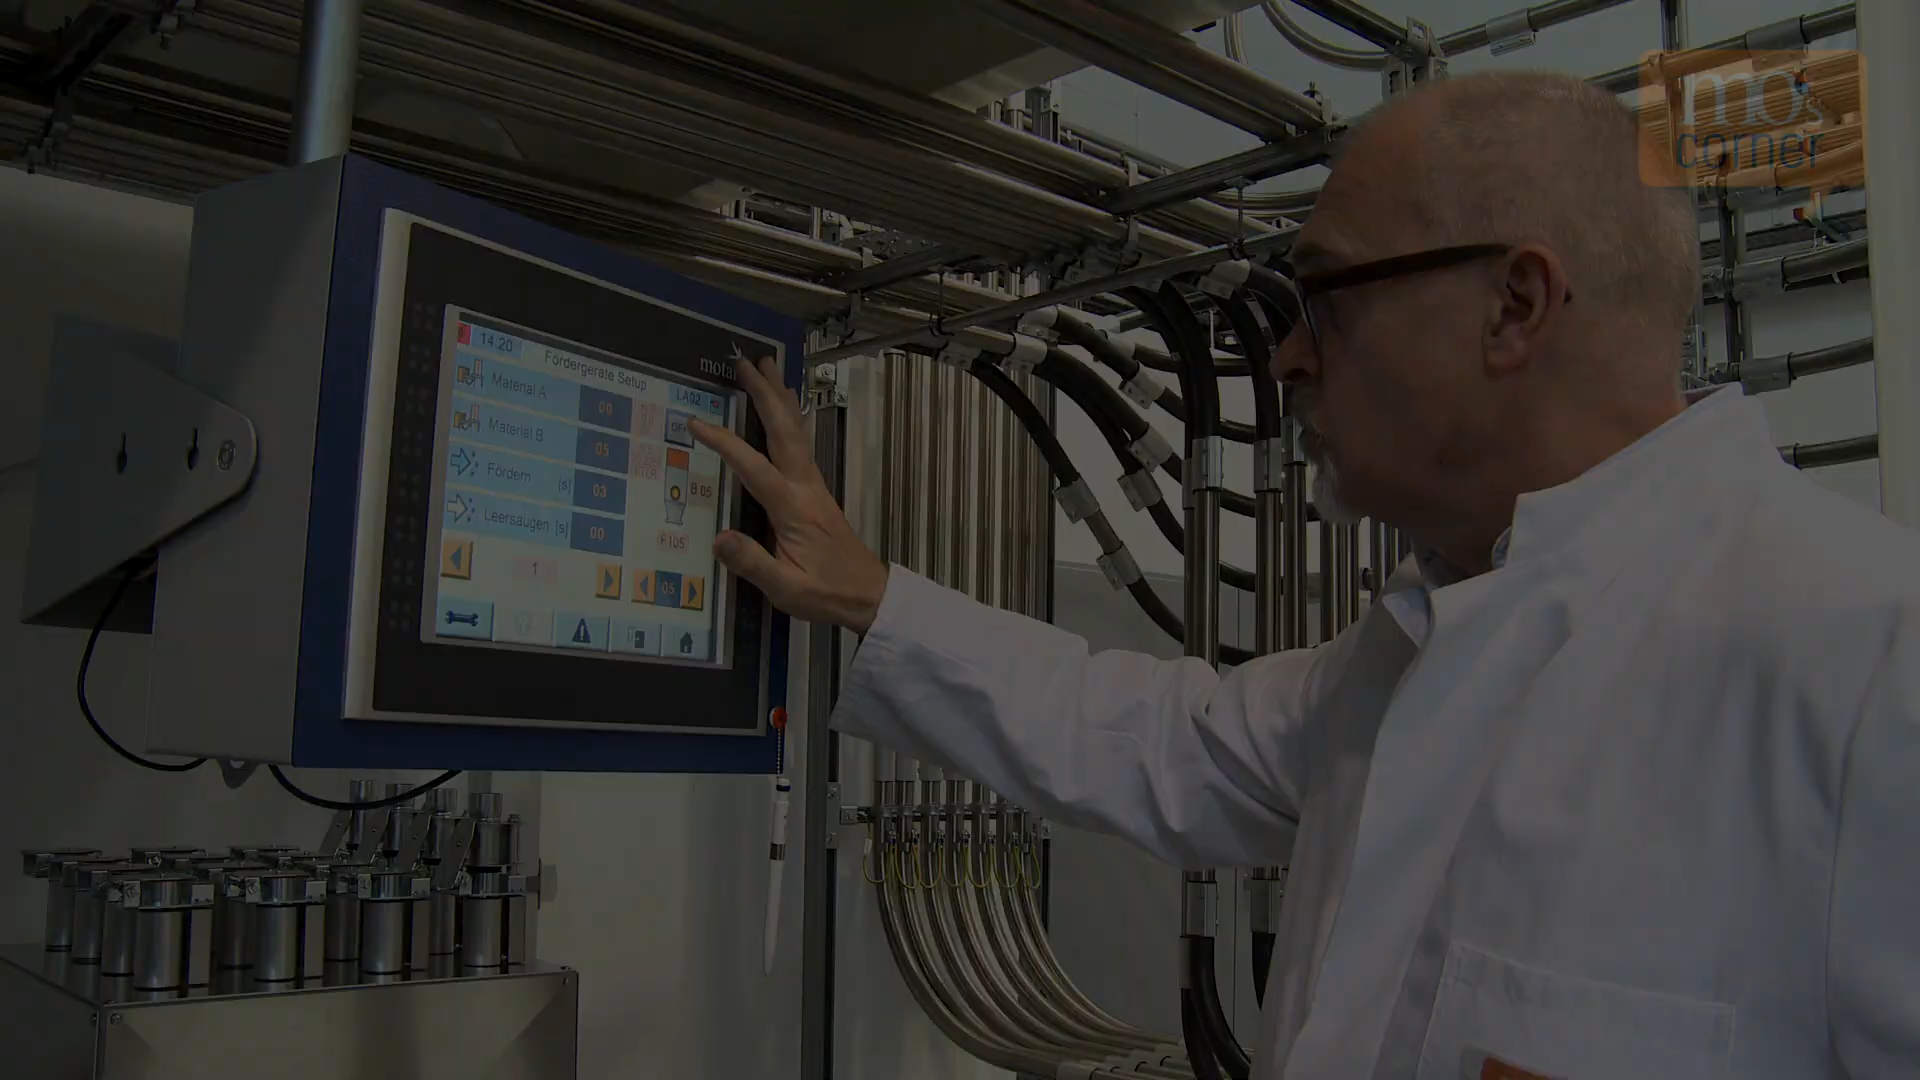 mo's
corner
motan
14:20
Fördergeräte Setup
LA02
Material A
00
OFF
Material B
05
B 05
Fördern [s]
03
Leersaugen [s]
00
F105
1
05